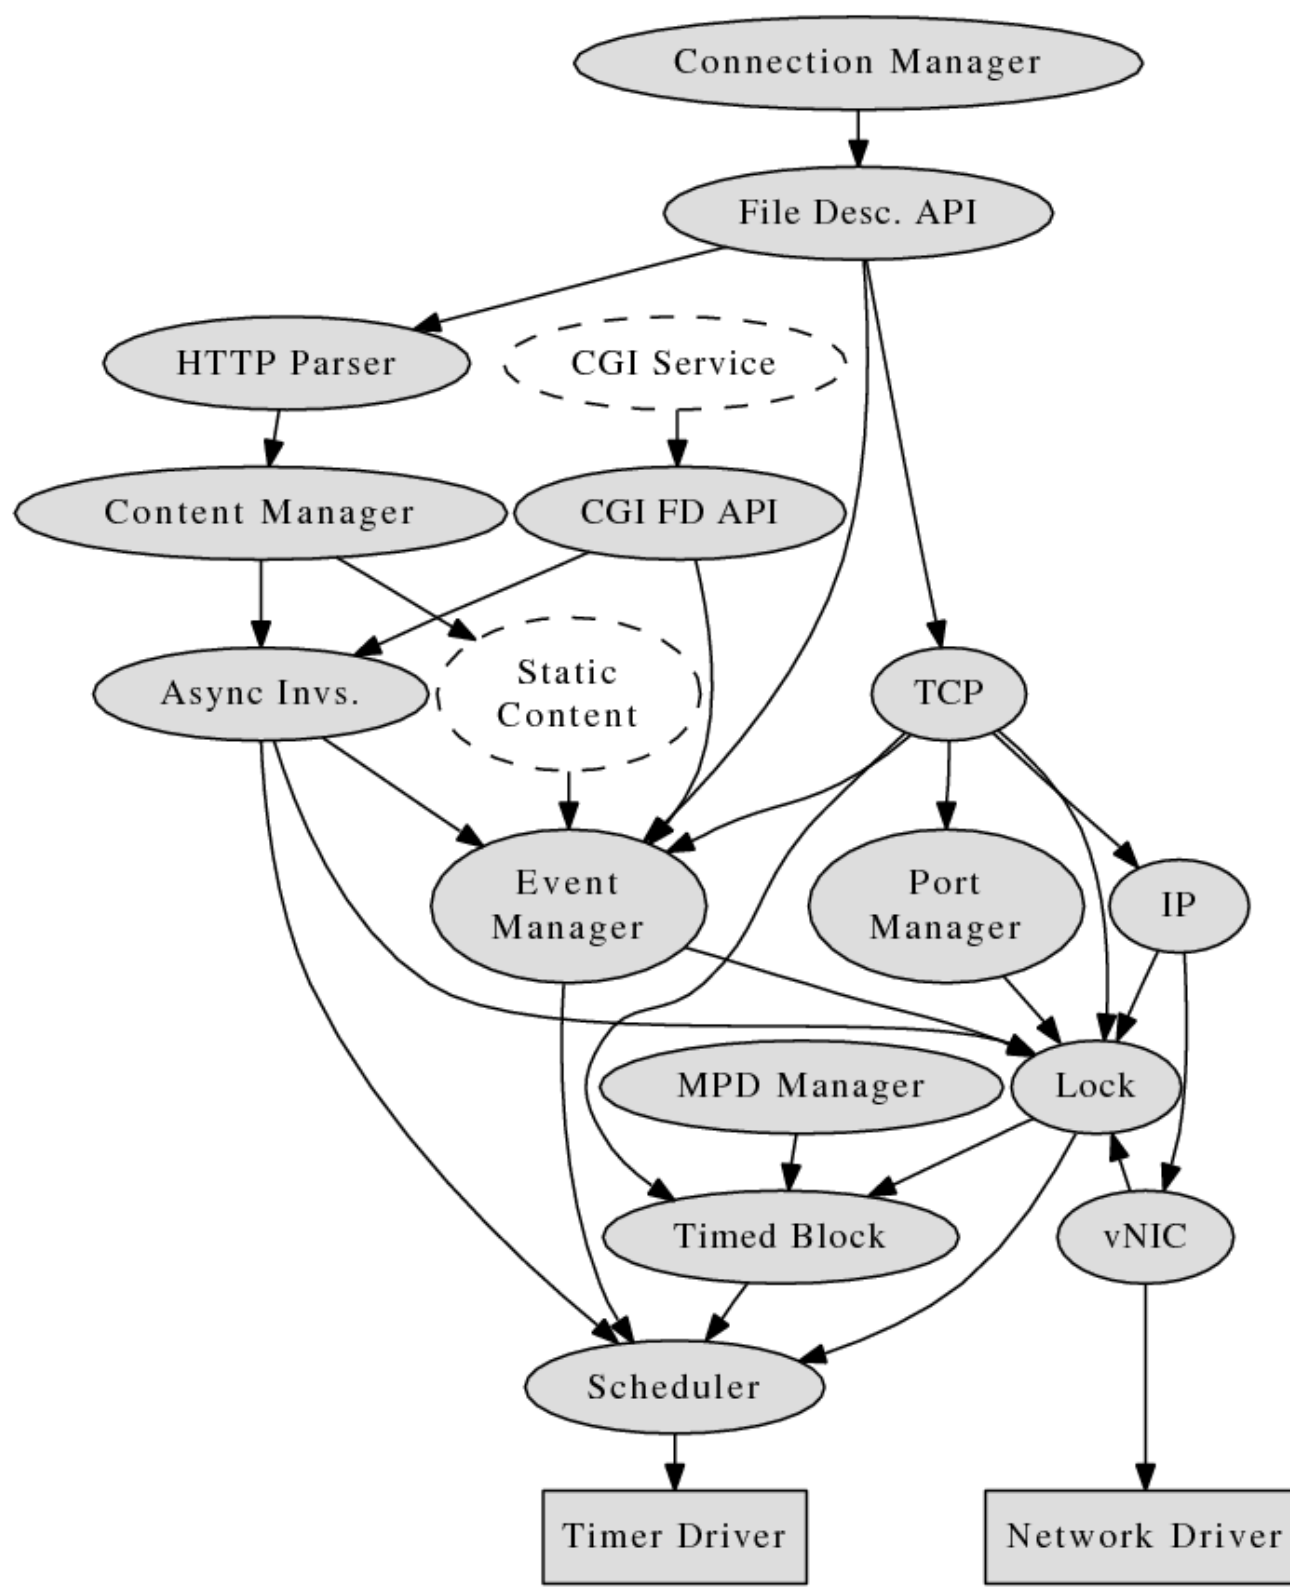 Connection Manager
File Desc. API
HTTP Parser
CGI Service
Content Manager
CGI FD API
Async Invs.
Static
Content
TCP
Event
Manager
Port
Manager
IP
MPD Manager
Lock
Timed Block
vNIC
Scheduler
Timer Driver
Network Driver